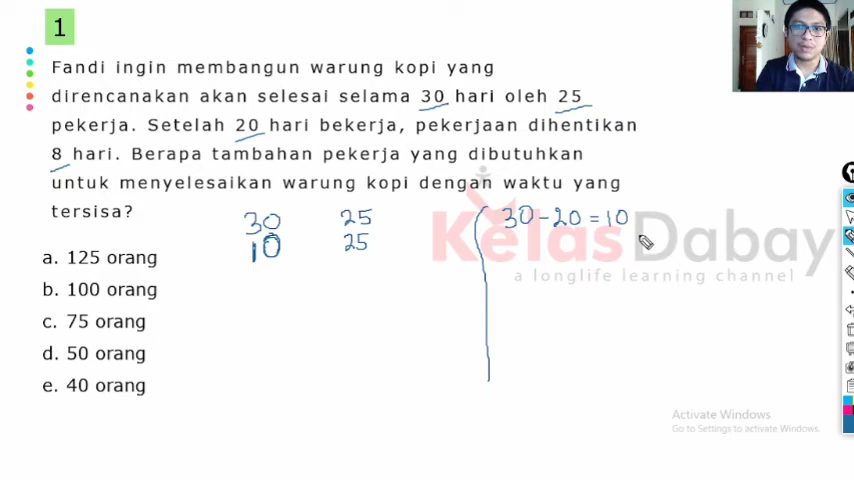 1
Fandi ingin membangun warung kopi yang
direncanakan akan selesai selama 30 hari oleh 25
pekerja. Setelah 20 hari bekerja, pekerjaan dihentikan
8 hari. Berapa tambahan pekerja yang dibutuhkan
untuk menyelesaikan warung kopi dengan waktu yang
tersisa?
30 25
10 25
30 - 20 = 10
KelasDabay
a longlife learning channel
a. 125 orang
b. 100 orang
c. 75 orang
d. 50 orang
e. 40 orang
Activate Windows
Go to Settings to activate Windows.